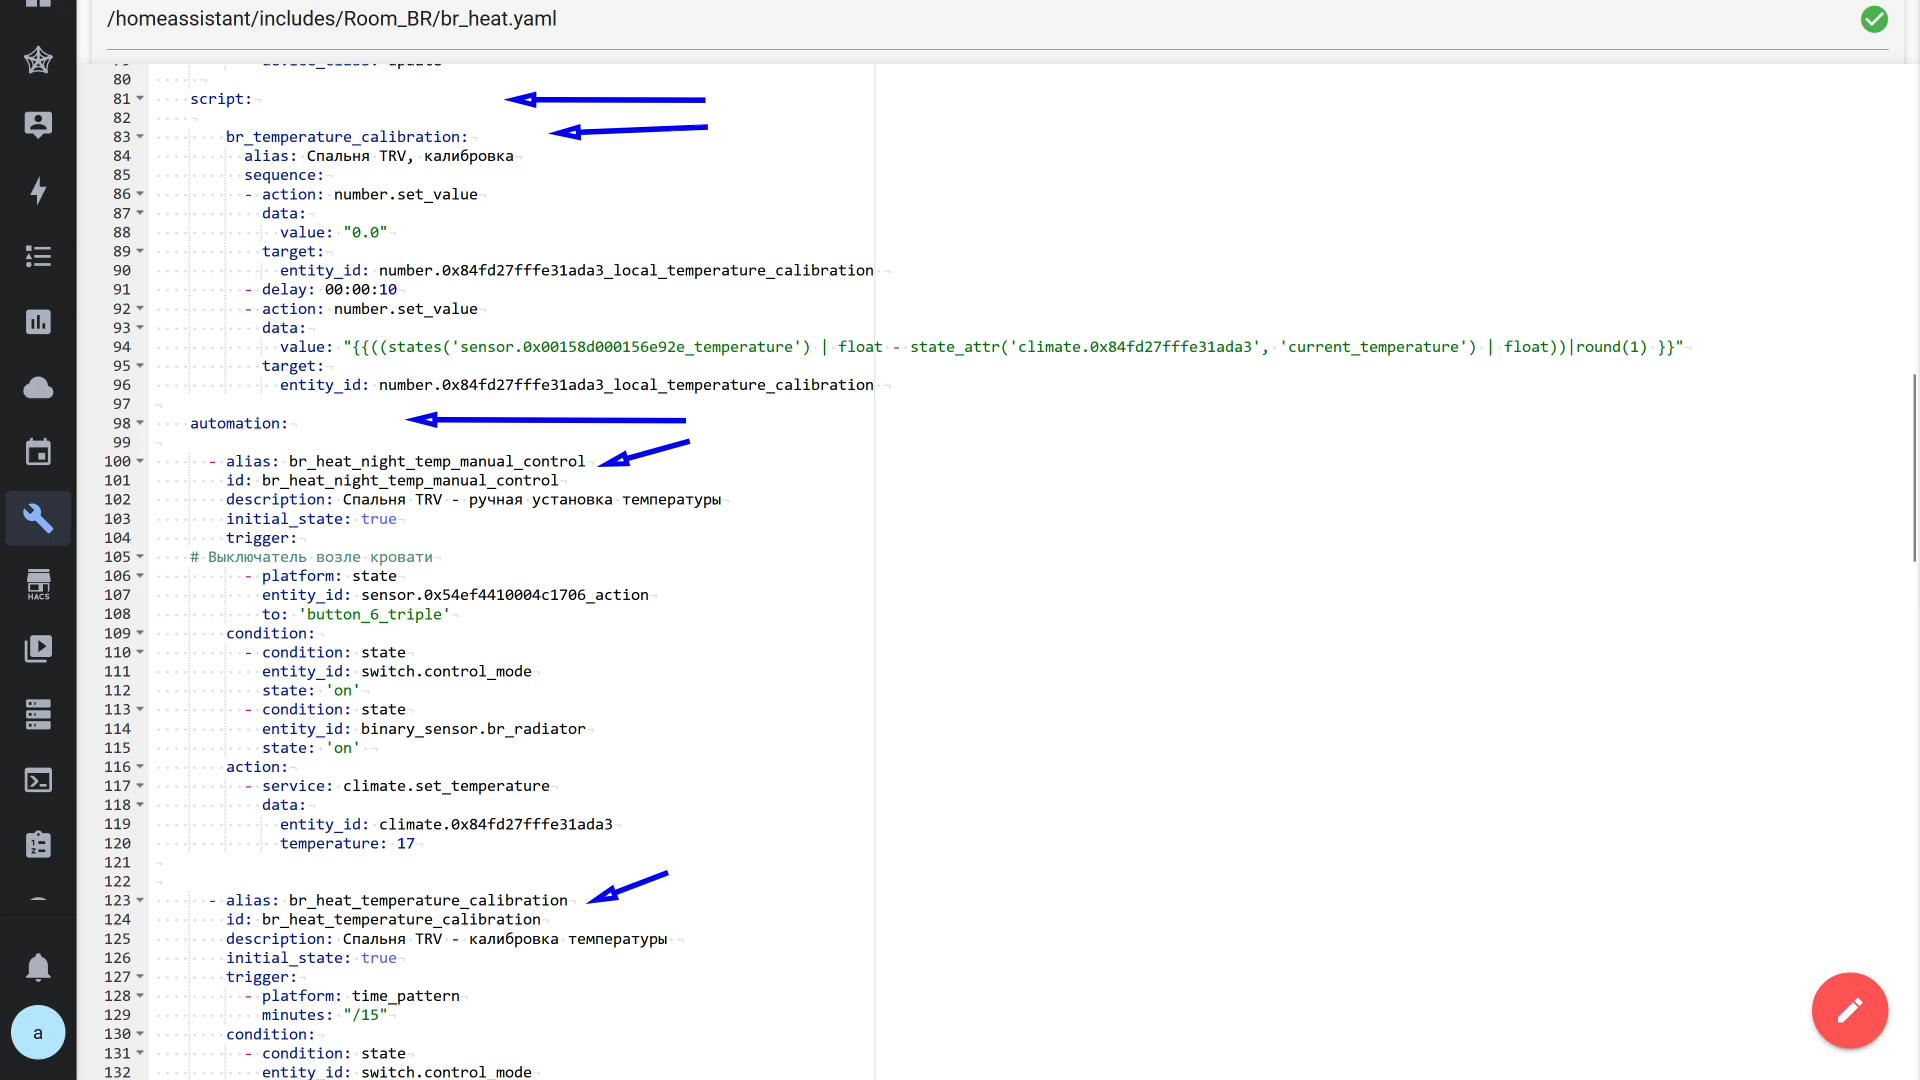 /homeassistant/includes/Room_BR/br_heat.yaml
80
81 script:
82
83 br_temperature_calibration:
84 alias: Спальня TRV, калибровка
85 sequence:
86 - action: number.set_value
87 data:
88 value: "0.0"
89 target:
90 entity_id: number.0x84fd27fffe31ada3_local_temperature_calibration
91 - delay: 00:00:10
92 - action: number.set_value
93 data:
94 value: "{{((states('sensor.0x00158d000156e92e_temperature') | float - state_attr('climate.0x84fd27fffe31ada3', 'current_temperature') | float))|round(1) }}"
95 target:
96 entity_id: number.0x84fd27fffe31ada3_local_temperature_calibration
97
98 automation:
99
100 - alias: br_heat_night_temp_manual_control
101 id: br_heat_night_temp_manual_control
102 description: Спальня TRV - ручная установка температуры
103 initial_state: true
104 trigger:
105 # Выключатель возле кровати
106 - platform: state
107 entity_id: sensor.0x54ef4410004c1706_action
108 to: 'button_6_triple'
109 condition:
110 - condition: state
111 entity_id: switch.control_mode
112 state: 'on'
113 - condition: state
114 entity_id: binary_sensor.br_radiator
115 state: 'on'
116 action:
117 - service: climate.set_temperature
118 data:
119 entity_id: climate.0x84fd27fffe31ada3
120 temperature: 17
121
122
123 - alias: br_heat_temperature_calibration
124 id: br_heat_temperature_calibration
125 description: Спальня TRV - калибровка температуры
126 initial_state: true
127 trigger:
128 - platform: time_pattern
129 minutes: "/15"
130 condition:
131 - condition: state
132 entity_id: switch.control_mode
HACS
a